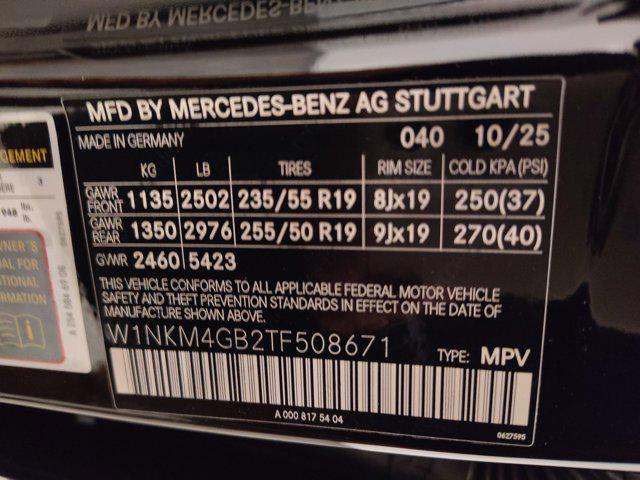 MFD BY MERCEDES-BENZ AG STUTTGART
MADE IN GERMANY 040 10/25
KG LB TIRES RIM SIZE COLD KPA (PSI)
GAWR FRONT 1135 2502 235/55 R19 8Jx19 250(37)
GAWR REAR 1350 2976 255/50 R19 9Jx19 270(40)
GVWR 2460 5423
THIS VEHICLE CONFORMS TO ALL APPLICABLE FEDERAL MOTOR VEHICLE
SAFETY AND THEFT PREVENTION STANDARDS IN EFFECT ON THE DATE OF
MANUFACTURE SHOWN ABOVE.
W1NKM4GB2TF508671 TYPE: MPV
A 000 817 54 04
0627595